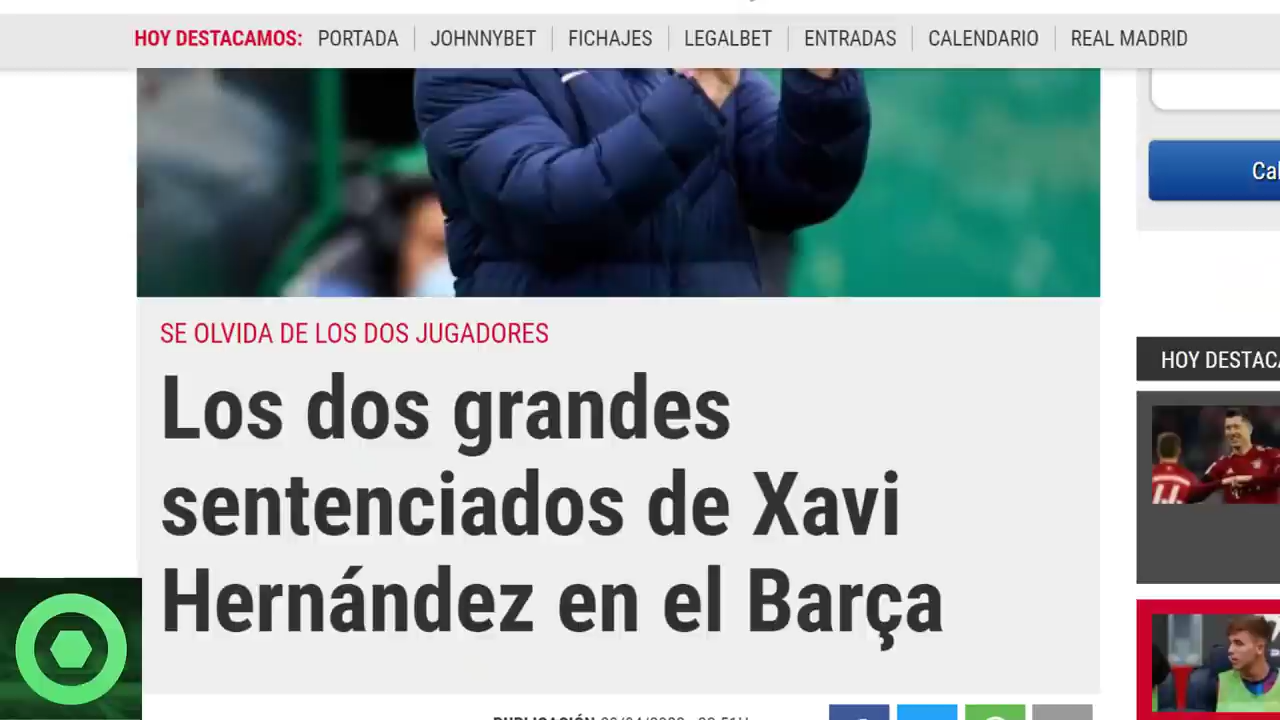 HOY DESTACAMOS: PORTADA JOHNNYBET FICHAJES LEGALBET ENTRADAS CALENDARIO REAL MADRID
SE OLVIDA DE LOS DOS JUGADORES
Los dos grandes
sentenciados de Xavi
Hernández en el Barça
HOY DESTACA